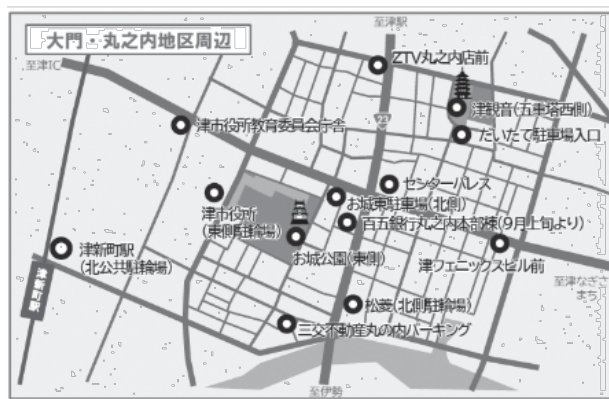 大門・丸之内地区周辺
至津駅
至津IC
ZTV丸之内店前
津観音(五重塔西側)
23
津市役所教育委員会庁舎
だいたて駐車場入口
センターパレス
お城東駐車場(北側)
津市役所
(東側駐輪場)
百五銀行丸之内本部棟(9月上旬より)
お城公園(東側)
津新町駅
(北公共駐輪場)
津フェニックスビル前
至津なぎさ
まち
津新町駅
松菱(北側駐輪場)
三交不動産丸の内パーキング
至伊勢